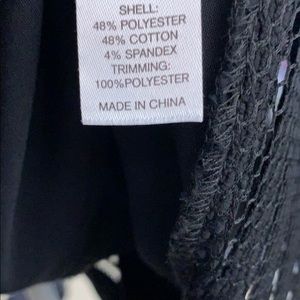 SHELL:
48% POLYESTER
48% COTTON
4% SPANDEX
TRIMMING:
100%POLYESTER
MADE IN CHINA